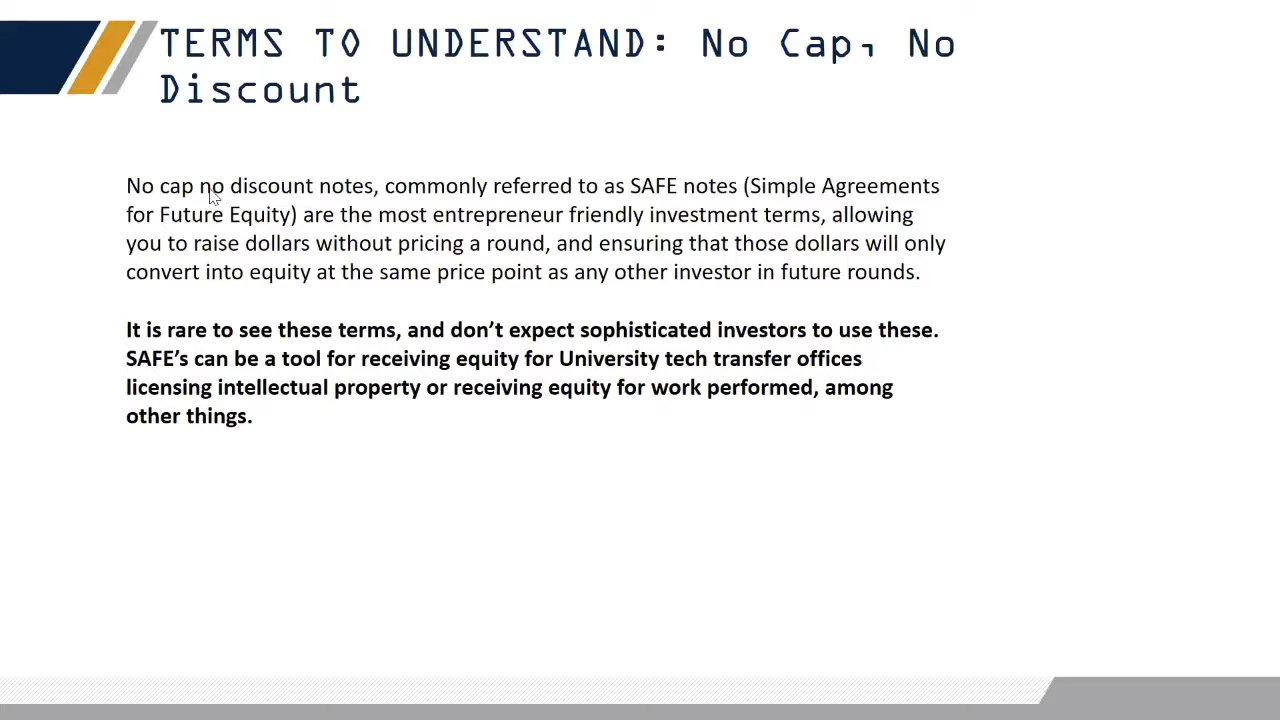 TERMS TO UNDERSTAND: No Cap, No
Discount
No cap no discount notes, commonly referred to as SAFE notes (Simple Agreements
for Future Equity) are the most entrepreneur friendly investment terms, allowing
you to raise dollars without pricing a round, and ensuring that those dollars will only
convert into equity at the same price point as any other investor in future rounds.
It is rare to see these terms, and don’t expect sophisticated investors to use these.
SAFE’s can be a tool for receiving equity for University tech transfer offices
licensing intellectual property or receiving equity for work performed, among
other things.